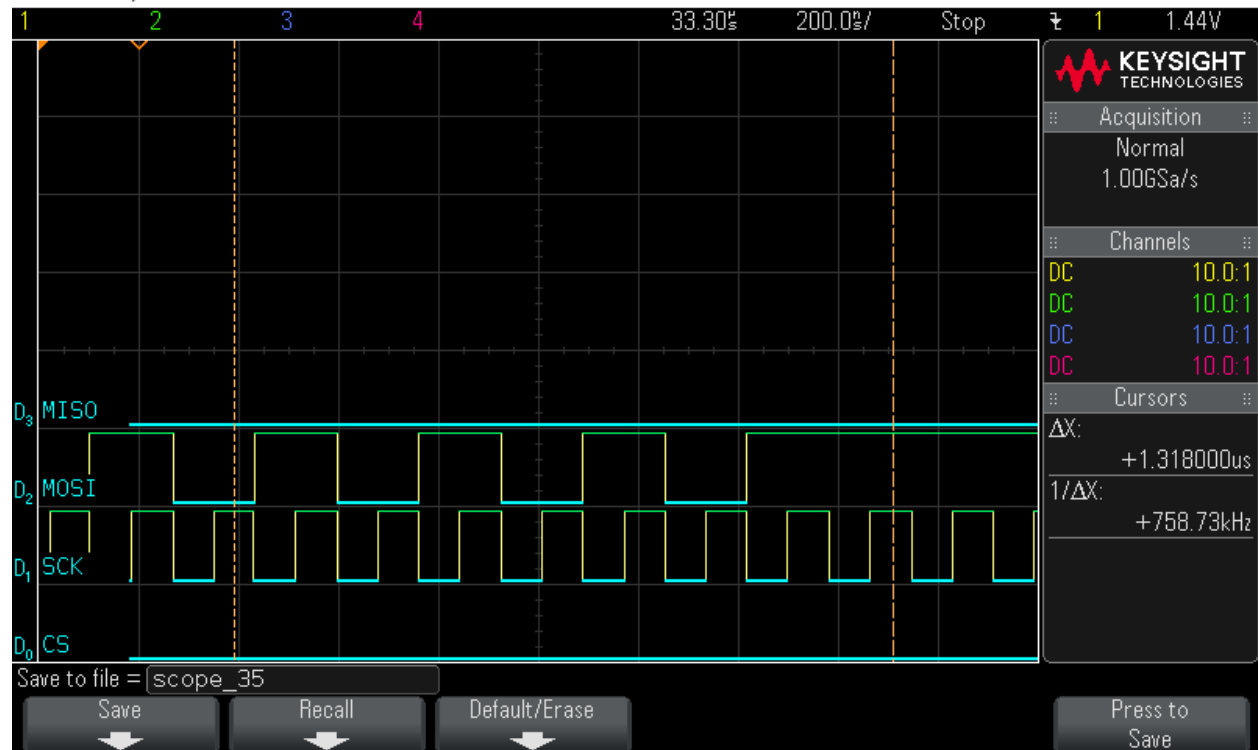 1 2 3 4 33.30µs 200.0ns/ Stop 1 1.44V
KEYSIGHT
TECHNOLOGIES
Acquisition
Normal
1.00GSa/s
Channels
DC 10.0:1
DC 10.0:1
DC 10.0:1
DC 10.0:1
Cursors
ΔX:
+1.318000us
1/ΔX:
+758.73kHz
D3 MISO
D2 MOSI
D1 SCK
D0 CS
Save to file = scope_35
Save Recall Default/Erase Press to
Save